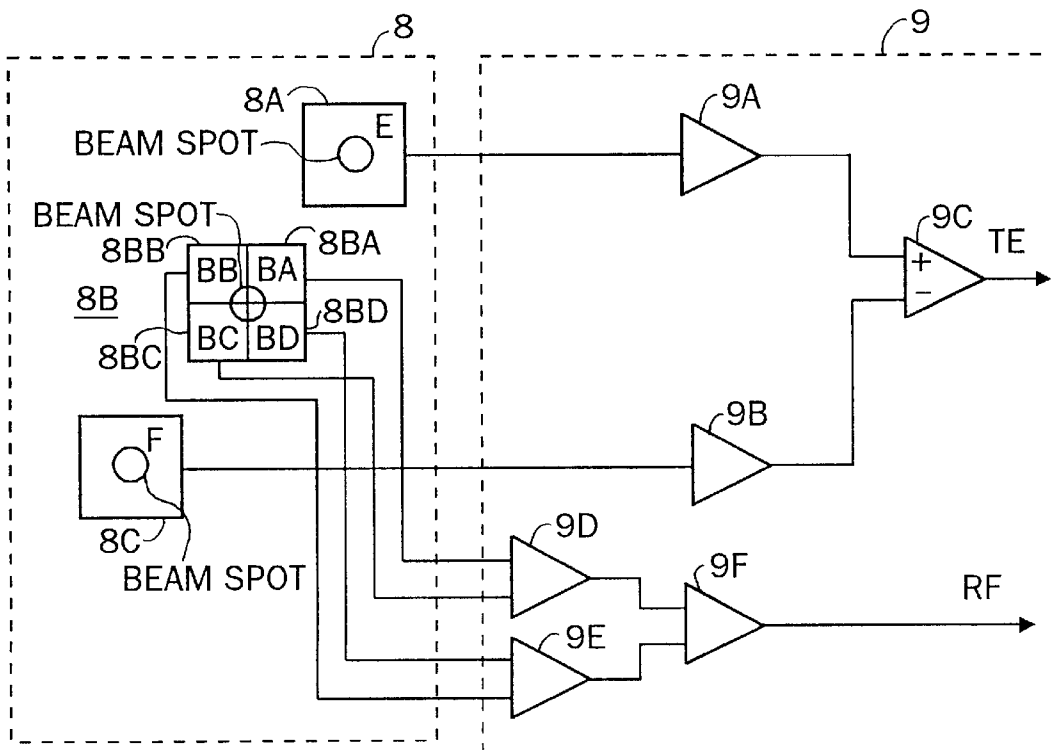 8
9
8A
E
BEAM SPOT
9A
BEAM SPOT
8BB
8BA
BB
BA
8B
BC
BD
8BD
8BC
9C
+
−
TE
F
8C
BEAM SPOT
9B
9D
9E
9F
RF